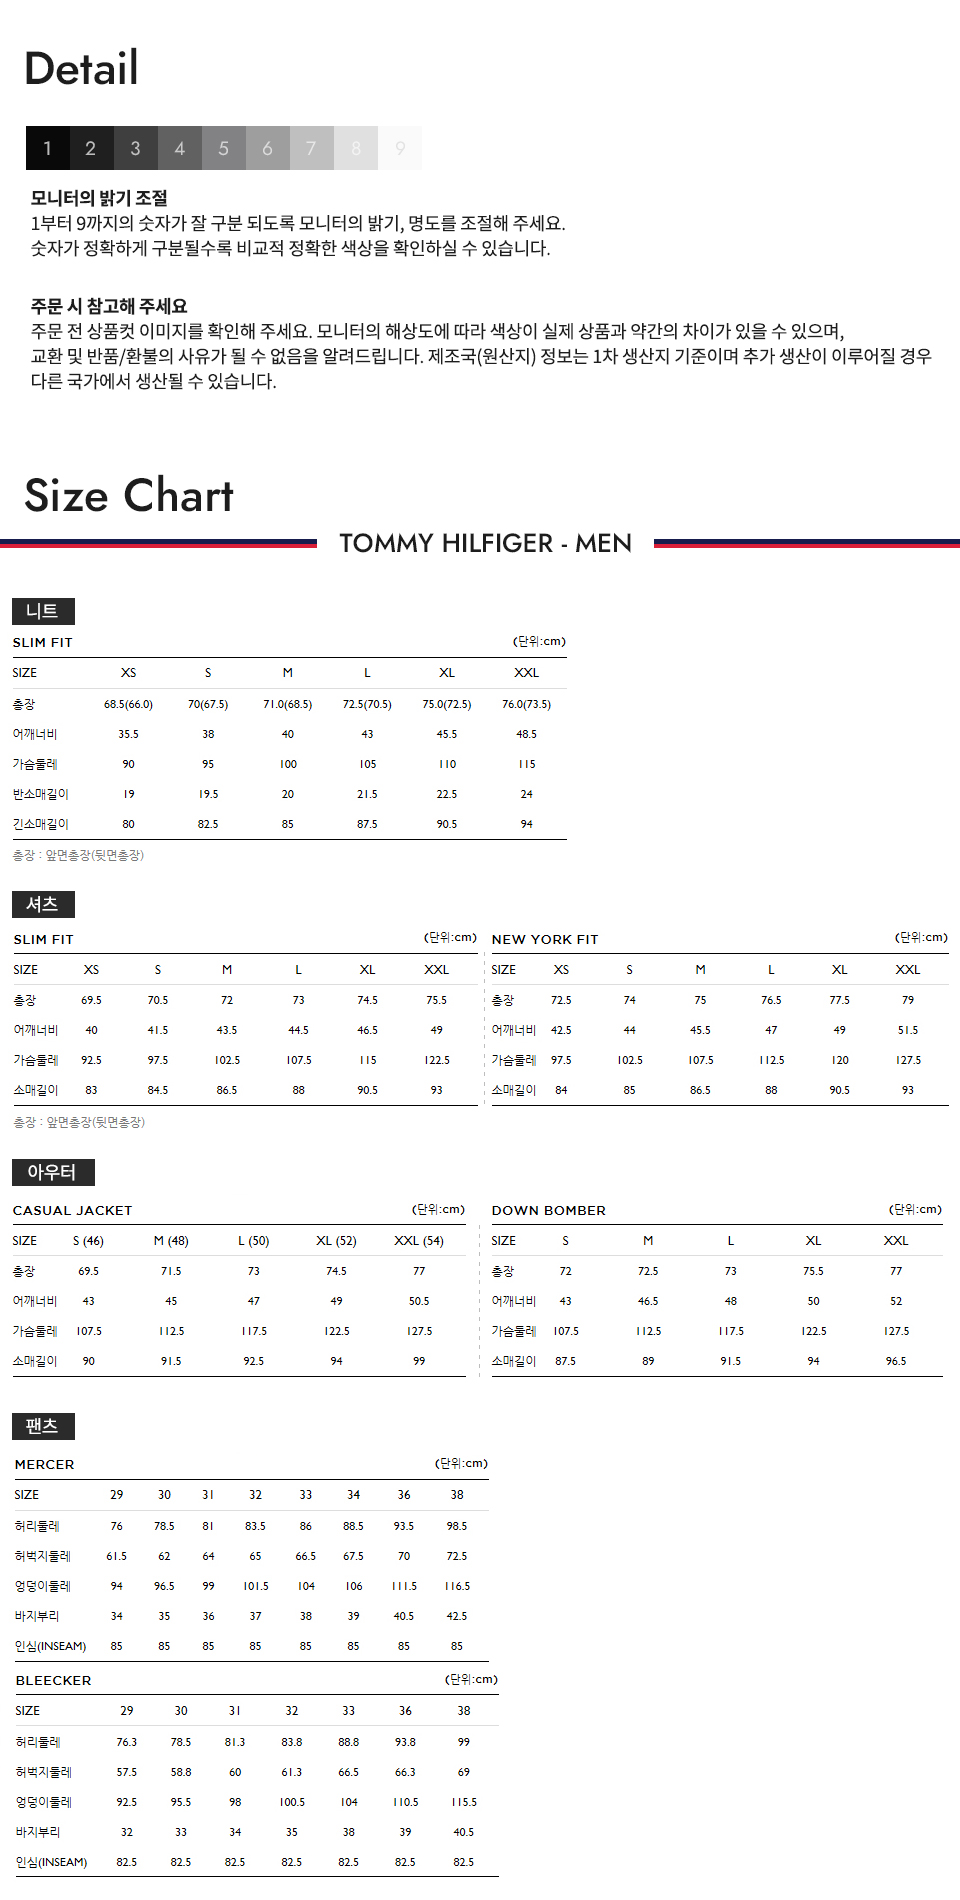 Detail
1 2 3 4 5 6 7 8 9
모니터의 밝기 조절
1부터 9까지의 숫자가 잘 구분 되도록 모니터의 밝기, 명도를 조절해 주세요.
숫자가 정확하게 구분될수록 비교적 정확한 색상을 확인하실 수 있습니다.
주문 시 참고해 주세요
주문 전 상품컷 이미지를 확인해 주세요. 모니터의 해상도에 따라 색상이 실제 상품과 약간의 차이가 있을 수 있으며,
교환 및 반품/환불의 사유가 될 수 없음을 알려드립니다. 제조국(원산지) 정보는 1차 생산지 기준이며 추가 생산이 이루어질 경우
다른 국가에서 생산될 수 있습니다.
Size Chart
TOMMY HILFIGER - MEN
니트
SLIM FIT (단위:cm)
SIZE XS S M L XL XXL
총장 68.5(66.0) 70(67.5) 71.0(68.5) 72.5(70.5) 75.0(72.5) 76.0(73.5)
어깨너비 35.5 38 40 43 45.5 48.5
가슴둘레 90 95 100 105 110 115
반소매길이 19 19.5 20 21.5 22.5 24
긴소매길이 80 82.5 85 87.5 90.5 94
총장 : 앞면총장(뒷면총장)
셔츠
SLIM FIT (단위:cm)
SIZE XS S M L XL XXL
총장 69.5 70.5 72 73 74.5 75.5
어깨너비 40 41.5 43.5 44.5 46.5 49
가슴둘레 92.5 97.5 102.5 107.5 115 122.5
소매길이 83 84.5 86.5 88 90.5 93
총장 : 앞면총장(뒷면총장)
NEW YORK FIT (단위:cm)
SIZE XS S M L XL XXL
총장 72.5 74 75 76.5 77.5 79
어깨너비 42.5 44 45.5 47 49 51.5
가슴둘레 97.5 102.5 107.5 112.5 120 127.5
소매길이 84 85 86.5 88 90.5 93
아우터
CASUAL JACKET (단위:cm)
SIZE S (46) M (48) L (50) XL (52) XXL (54)
총장 69.5 71.5 73 74.5 77
어깨너비 43 45 47 49 50.5
가슴둘레 107.5 112.5 117.5 122.5 127.5
소매길이 90 91.5 92.5 94 99
DOWN BOMBER (단위:cm)
SIZE S M L XL XXL
총장 72 72.5 73 75.5 77
어깨너비 43 46.5 48 50 52
가슴둘레 107.5 112.5 117.5 122.5 127.5
소매길이 87.5 89 91.5 94 96.5
팬츠
MERCER (단위:cm)
SIZE 29 30 31 32 33 34 36 38
허리둘레 76 78.5 81 83.5 86 88.5 93.5 98.5
허벅지둘레 61.5 62 64 65 66.5 67.5 70 72.5
엉덩이둘레 94 96.5 99 101.5 104 106 111.5 116.5
바지부리 34 35 36 37 38 39 40.5 42.5
인심(INSEAM) 85 85 85 85 85 85 85 85
BLEECKER (단위:cm)
SIZE 29 30 31 32 33 36 38
허리둘레 76.3 78.5 81.3 83.8 88.8 93.8 99
허벅지둘레 57.5 58.8 60 61.3 66.5 66.3 69
엉덩이둘레 92.5 95.5 98 100.5 104 110.5 115.5
바지부리 32 33 34 35 38 39 40.5
인심(INSEAM) 82.5 82.5 82.5 82.5 82.5 82.5 82.5